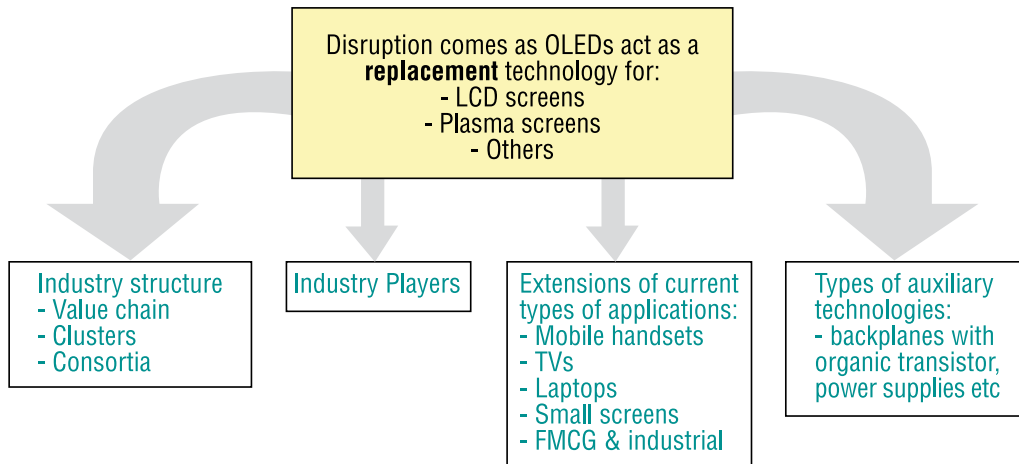 Disruption comes as OLEDs act as a
replacement technology for:
- LCD screens
- Plasma screens
- Others
Industry structure
- Value chain
- Clusters
- Consortia
Industry Players
Extensions of current
types of applications:
- Mobile handsets
- TVs
- Laptops
- Small screens
- FMCG & industrial
Types of auxiliary
technologies:
- backplanes with
organic transistor,
power supplies etc